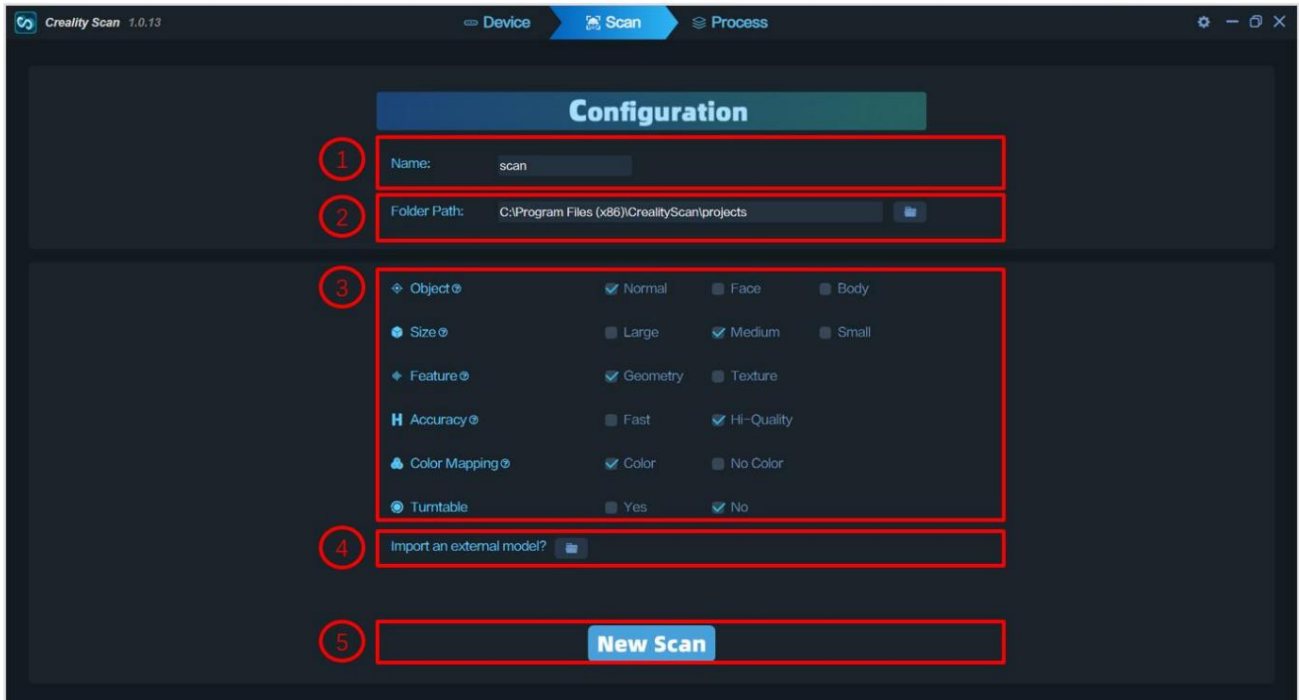 Creality Scan 1.0.13 Device Scan Process
Configuration
1 Name: scan
2 Folder Path: C:\Program Files (x86)\CrealityScan\projects
3 Object Normal Face Body
Size Large Medium Small
Feature Geometry Texture
H Accuracy Fast Hi-Quality
Color Mapping Color No Color
Turntable Yes No
4 Import an external model?
5 New Scan